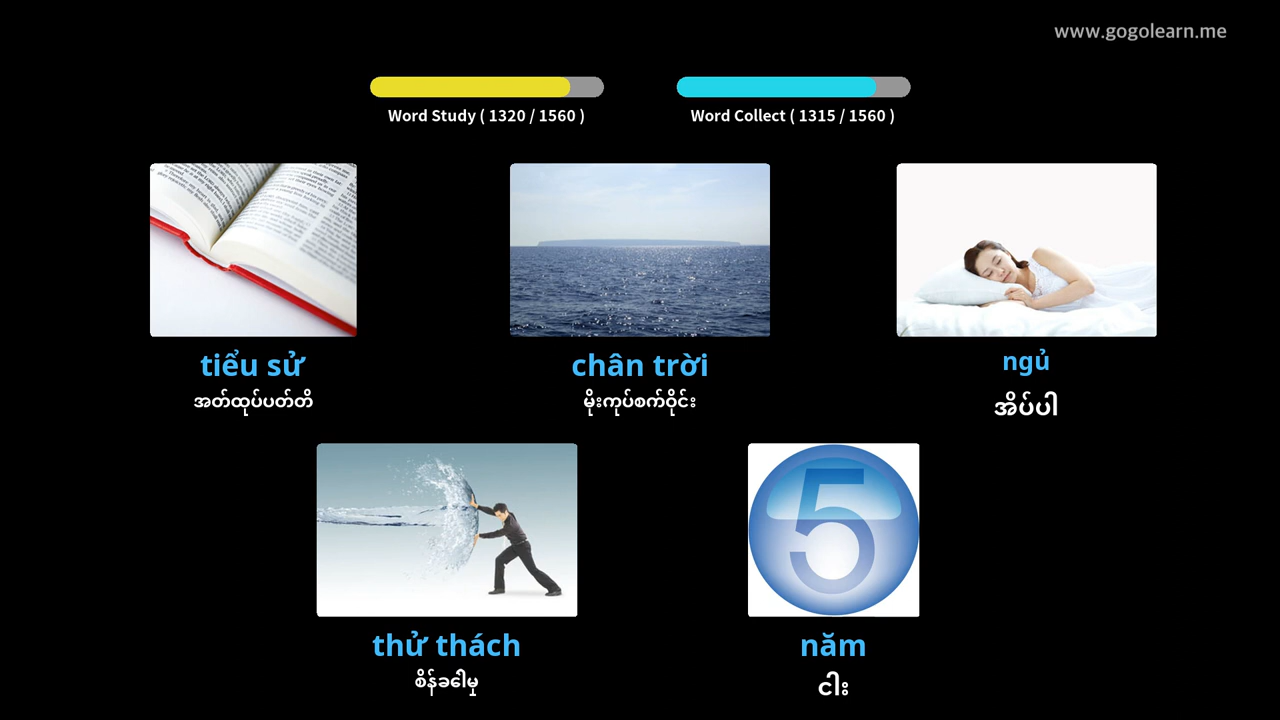 www.gogolearn.me
Word Study ( 1320 / 1560 )
Word Collect ( 1315 / 1560 )
tiểu sử
အတ်ထုပ်ပတ်တိ
chân trời
မိုးကုပ်စက်ဝိုင်း
ngủ
အိပ်ပါ
thử thách
စိန်ခေါ်မှု
5
năm
ငါး